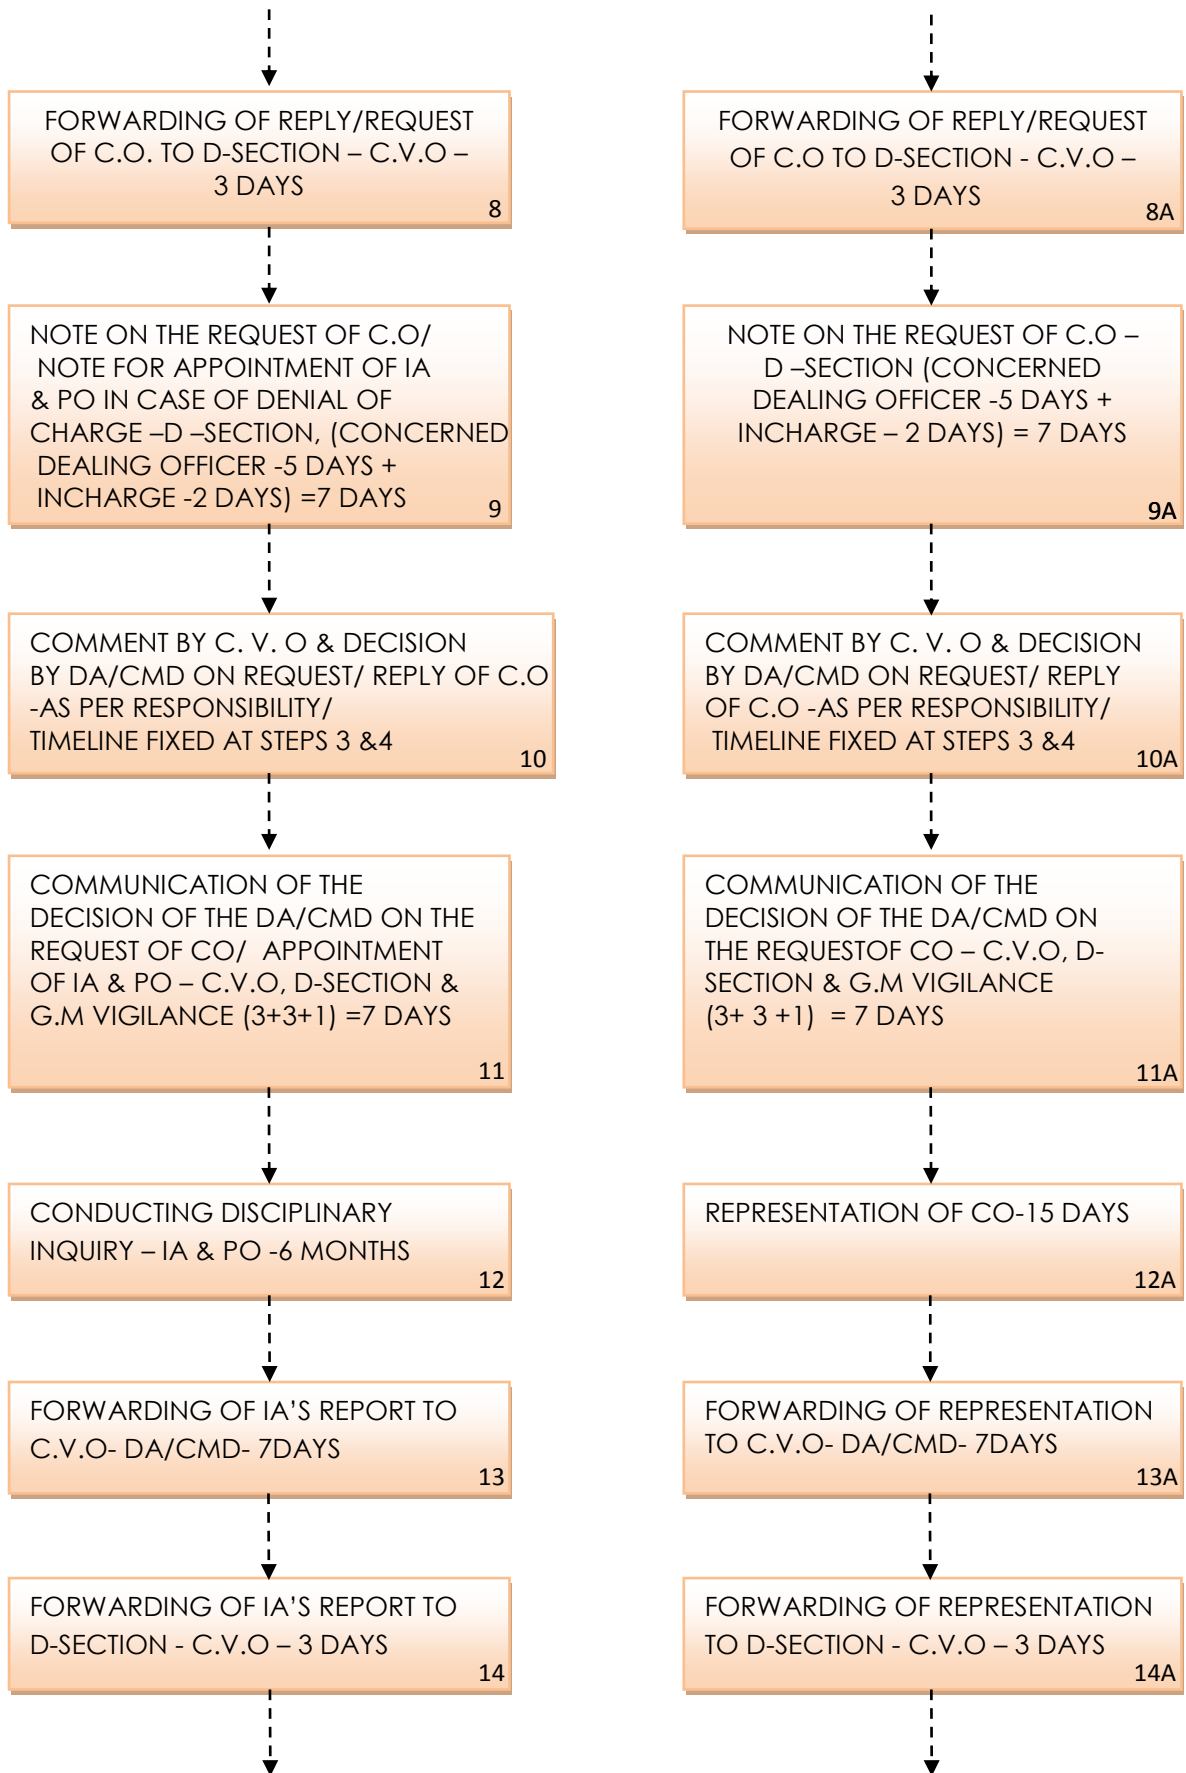 FORWARDING OF REPLY/REQUEST
OF C.O. TO D-SECTION – C.V.O –
3 DAYS
8
NOTE ON THE REQUEST OF C.O/
NOTE FOR APPOINTMENT OF IA
& PO IN CASE OF DENIAL OF
CHARGE –D –SECTION, (CONCERNED
DEALING OFFICER -5 DAYS +
INCHARGE -2 DAYS) =7 DAYS
9
COMMENT BY C. V. O & DECISION
BY DA/CMD ON REQUEST/ REPLY OF C.O
-AS PER RESPONSIBILITY/
TIMELINE FIXED AT STEPS 3 &4
10
COMMUNICATION OF THE
DECISION OF THE DA/CMD ON THE
REQUEST OF CO/ APPOINTMENT
OF IA & PO – C.V.O, D-SECTION &
G.M VIGILANCE (3+3+1) =7 DAYS
11
CONDUCTING DISCIPLINARY
INQUIRY – IA & PO -6 MONTHS
12
FORWARDING OF IA'S REPORT TO
C.V.O- DA/CMD- 7DAYS
13
FORWARDING OF IA'S REPORT TO
D-SECTION - C.V.O – 3 DAYS
14
FORWARDING OF REPLY/REQUEST
OF C.O TO D-SECTION - C.V.O –
3 DAYS
8A
NOTE ON THE REQUEST OF C.O –
D –SECTION (CONCERNED
DEALING OFFICER -5 DAYS +
INCHARGE – 2 DAYS) = 7 DAYS
9A
COMMENT BY C. V. O & DECISION
BY DA/CMD ON REQUEST/ REPLY
OF C.O -AS PER RESPONSIBILITY/
TIMELINE FIXED AT STEPS 3 &4
10A
COMMUNICATION OF THE
DECISION OF THE DA/CMD ON
THE REQUESTOF CO – C.V.O, D-
SECTION & G.M VIGILANCE
(3+ 3 +1) = 7 DAYS
11A
REPRESENTATION OF CO-15 DAYS
12A
FORWARDING OF REPRESENTATION
TO C.V.O- DA/CMD- 7DAYS
13A
FORWARDING OF REPRESENTATION
TO D-SECTION - C.V.O – 3 DAYS
14A